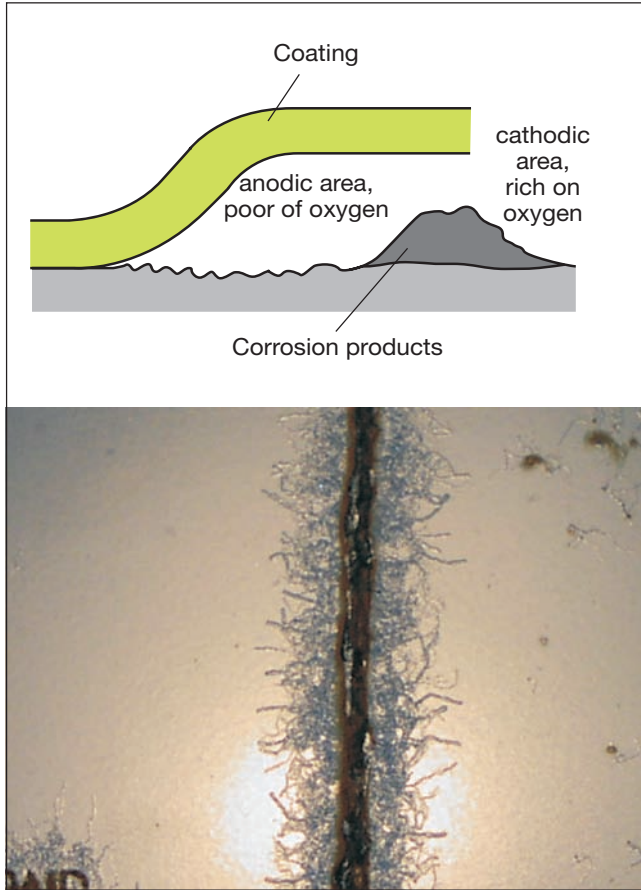 Coating
cathodic
area,
rich on
oxygen
anodic area,
poor of oxygen
Corrosion products